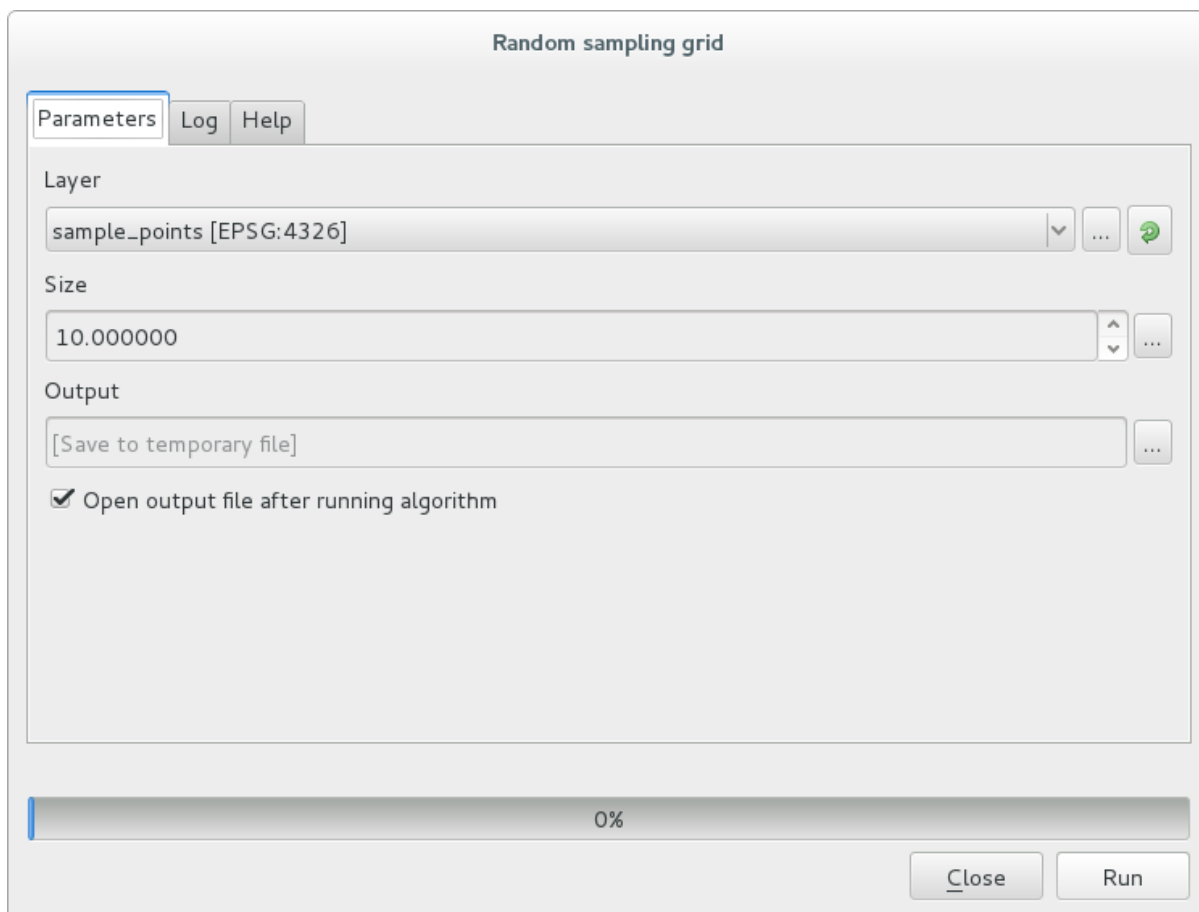 Random sampling grid
Parameters Log Help
Layer
sample_points [EPSG:4326] ...
Size
10.000000 ...
Output
[Save to temporary file] ...
Open output file after running algorithm
0%
Close Run